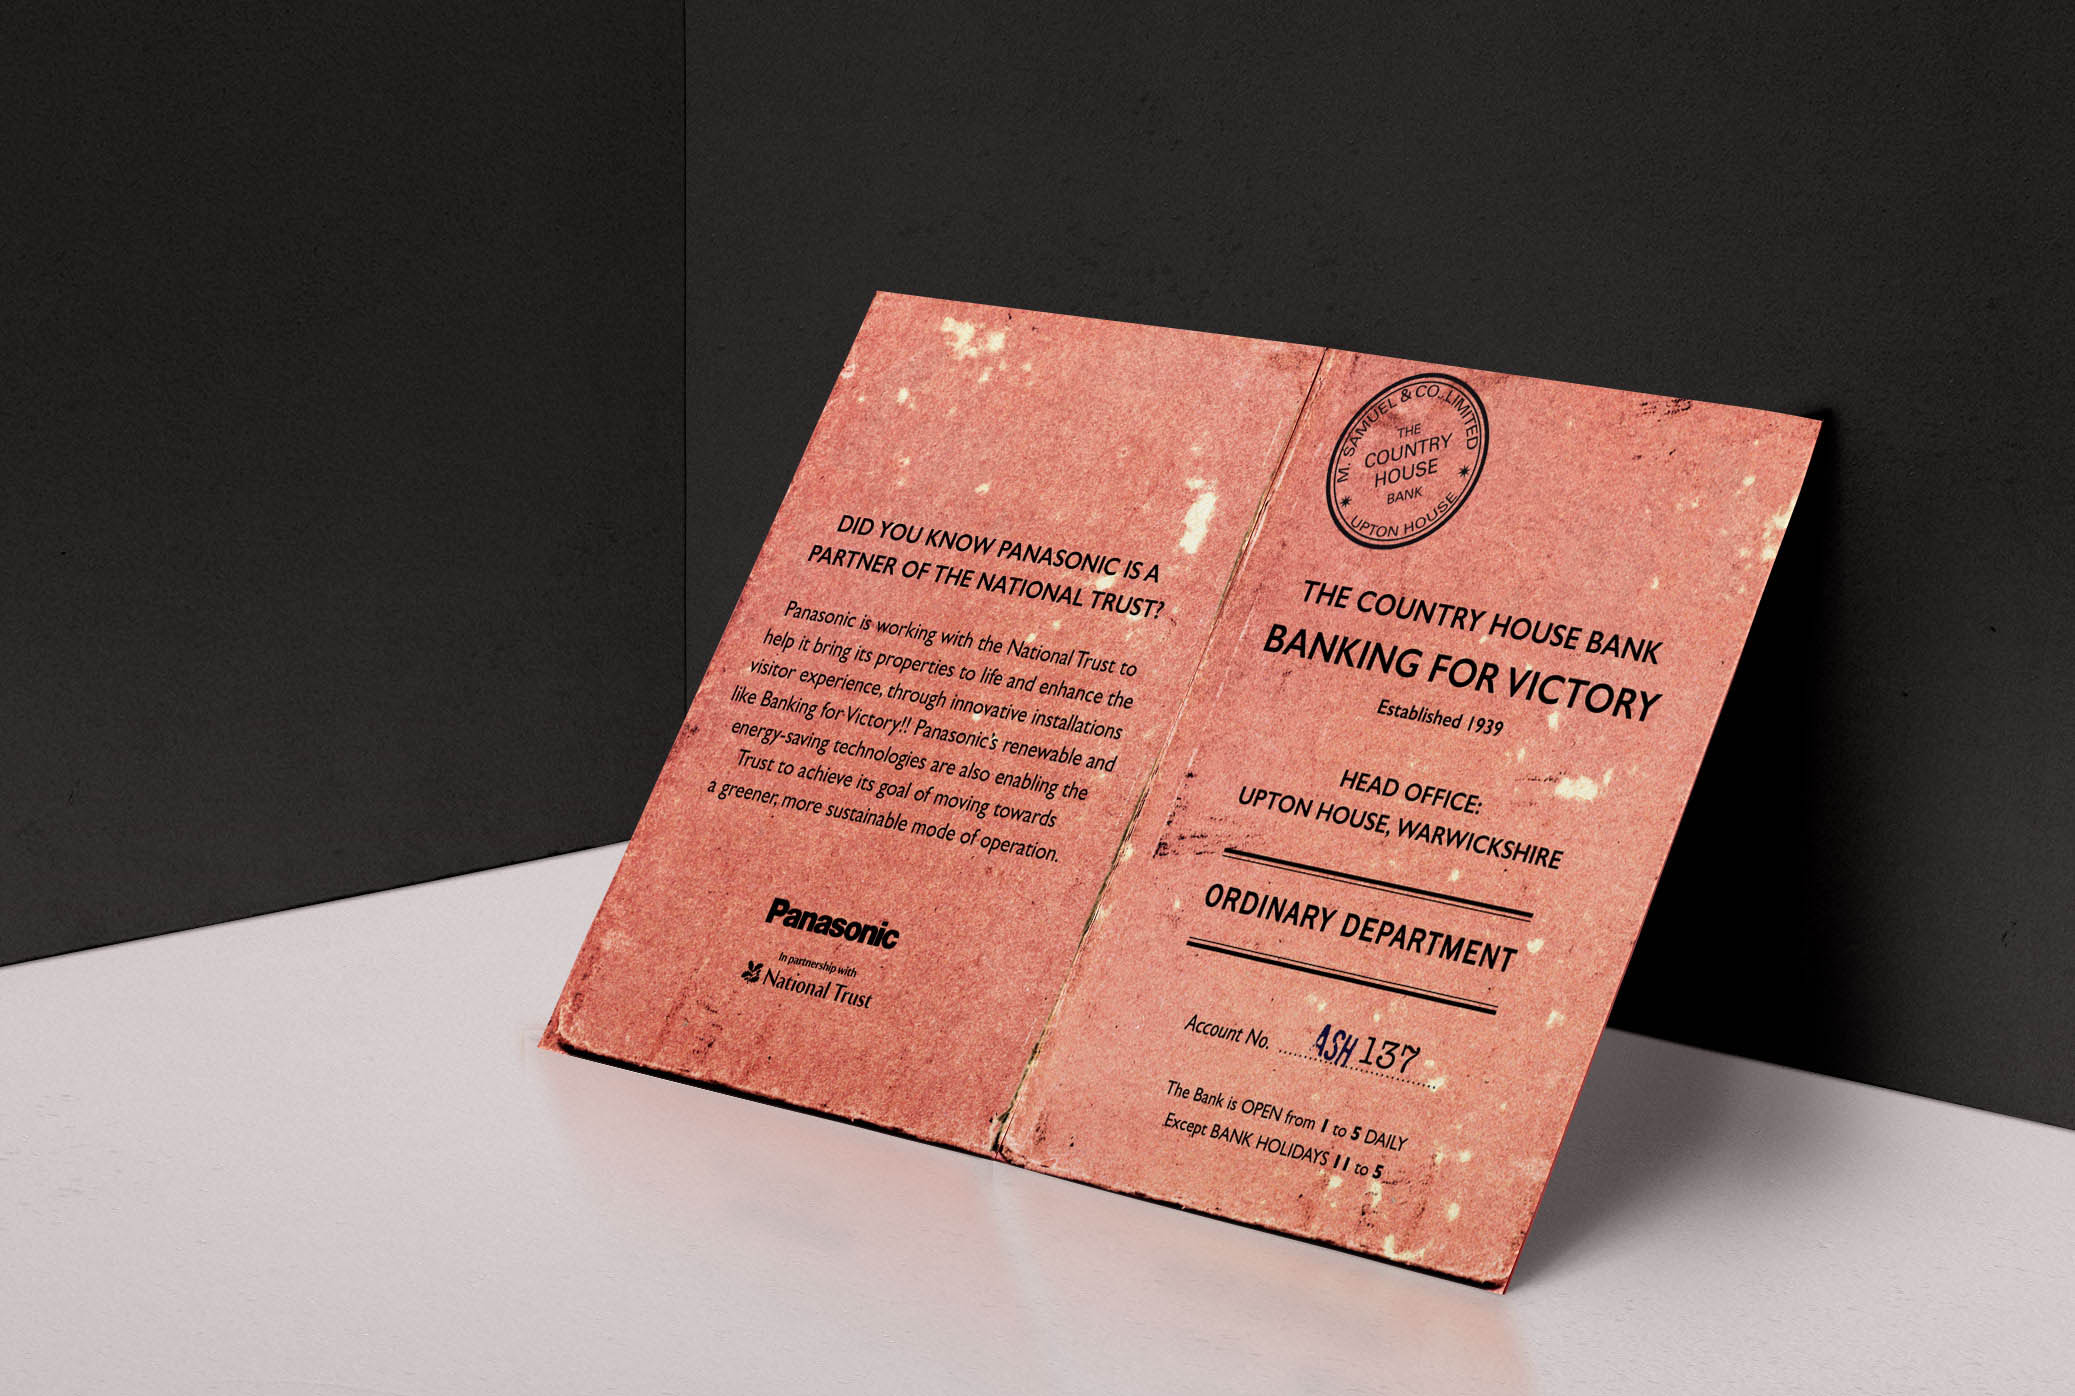 DID YOU KNOW PANASONIC IS A
PARTNER OF THE NATIONAL TRUST?
Panasonic is working with the National Trust to
help it bring its properties to life and enhance the
visitor experience, through innovative installations
like Banking for Victory!! Panasonic's renewable and
energy-saving technologies are also enabling the
Trust to achieve its goal of moving towards
a greener, more sustainable mode of operation.
Panasonic
In partnership with
National Trust
M. SAMUEL & CO. LIMITED
THE
COUNTRY
HOUSE
BANK
UPTON HOUSE
THE COUNTRY HOUSE BANK
BANKING FOR VICTORY
Established 1939
HEAD OFFICE:
UPTON HOUSE, WARWICKSHIRE
ORDINARY DEPARTMENT
Account No. ASH 137
The Bank is OPEN from 1 to 5 DAILY
Except BANK HOLIDAYS 11 to 5